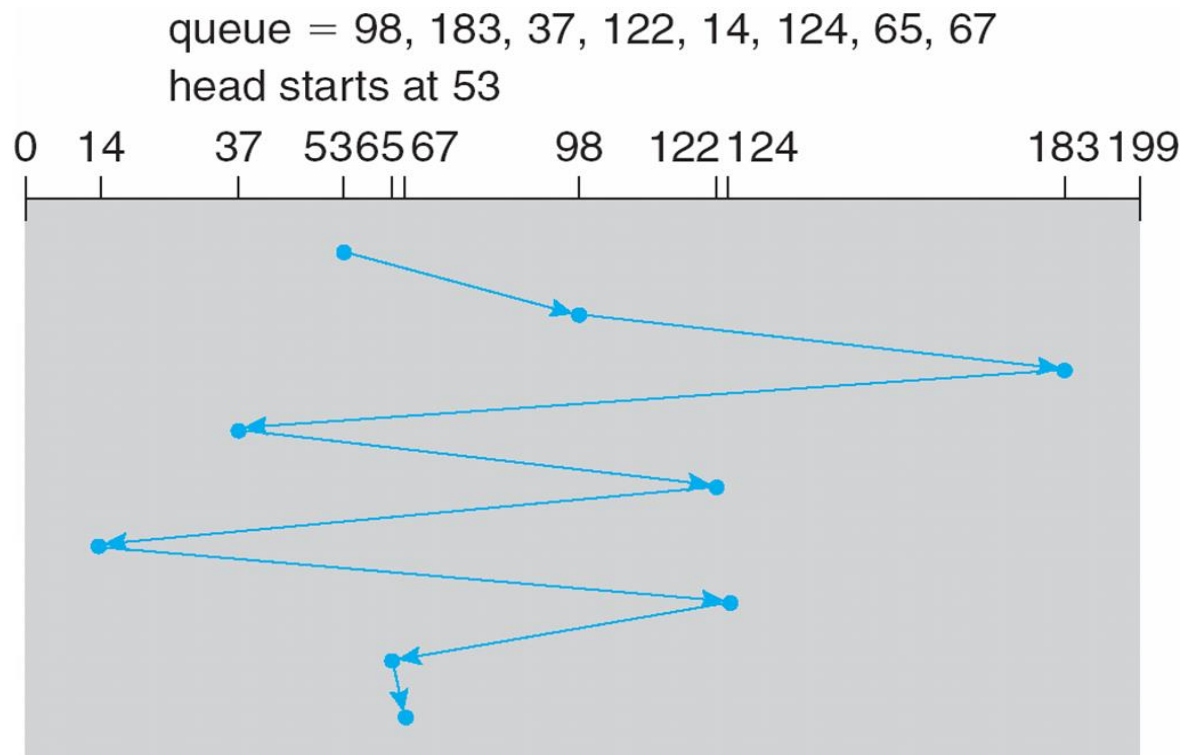 queue = 98, 183, 37, 122, 14, 124, 65, 67
head starts at 53
0 14 37 53 65 67 98 122 124 183 199